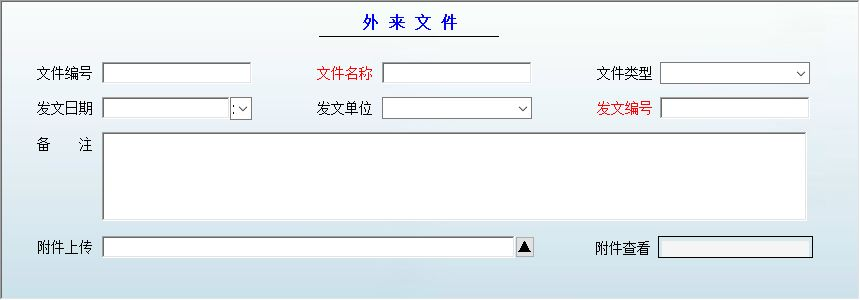 外来文件
文件编号 文件名称 文件类型
发文日期 发文单位 发文编号
备 注
附件上传 附件查看